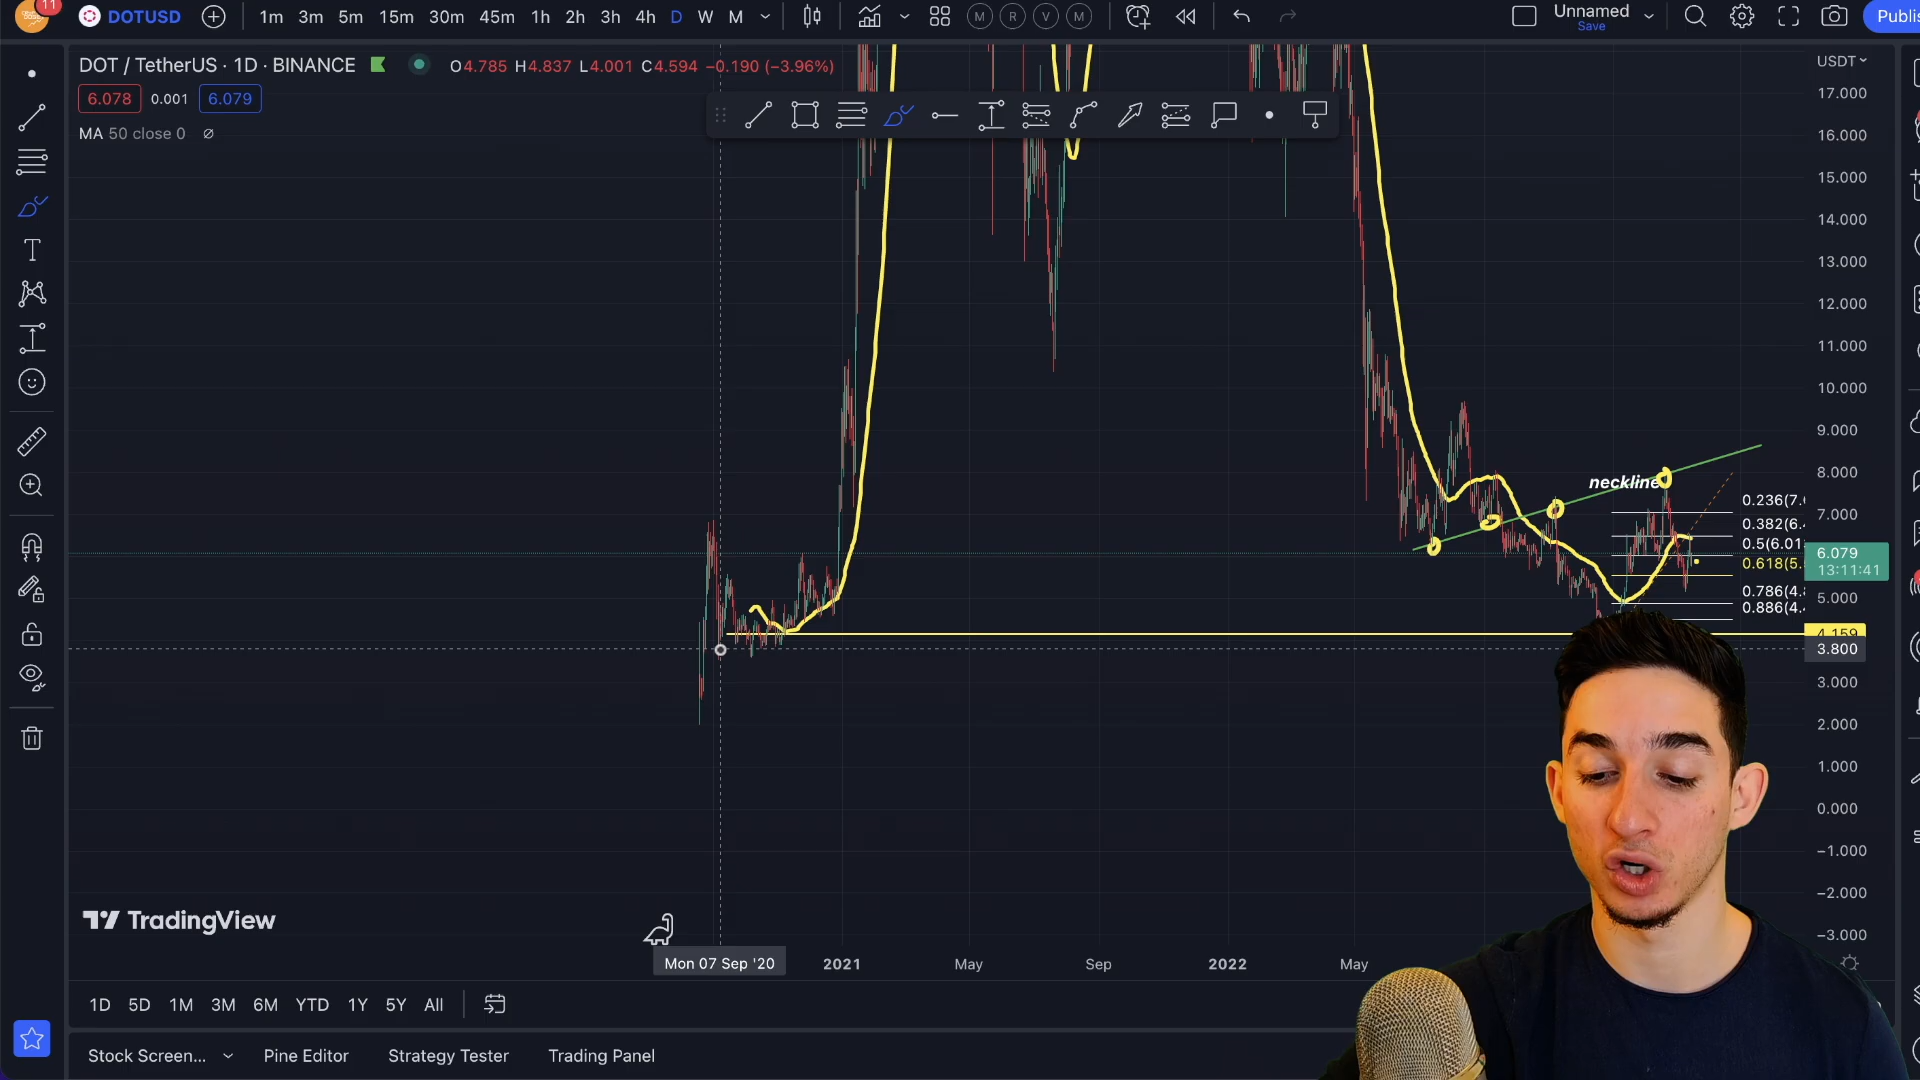 11 DOTUSD 1m 3m 5m 15m 30m 45m 1h 2h 3h 4h D W M M R V M Unnamed Save Publis
DOT / TetherUS · 1D · BINANCE O4.785 H4.837 L4.001 C4.594 −0.190 (−3.96%)
USDT
6.078 0.001 6.079
MA 50 close 0
17.000
16.000
15.000
14.000
13.000
12.000
11.000
10.000
9.000
8.000
neckline
0.236(7.
7.000
0.382(6.
0.5(6.01
6.079
0.618(5.
13:11:41
0.786(4.
5.000
0.886(4.
4.159
3.800
3.000
2.000
1.000
0.000
−1.000
−2.000
−3.000
TradingView
Mon 07 Sep '20 2021 May Sep 2022 May
1D 5D 1M 3M 6M YTD 1Y 5Y All
Stock Screen... Pine Editor Strategy Tester Trading Panel